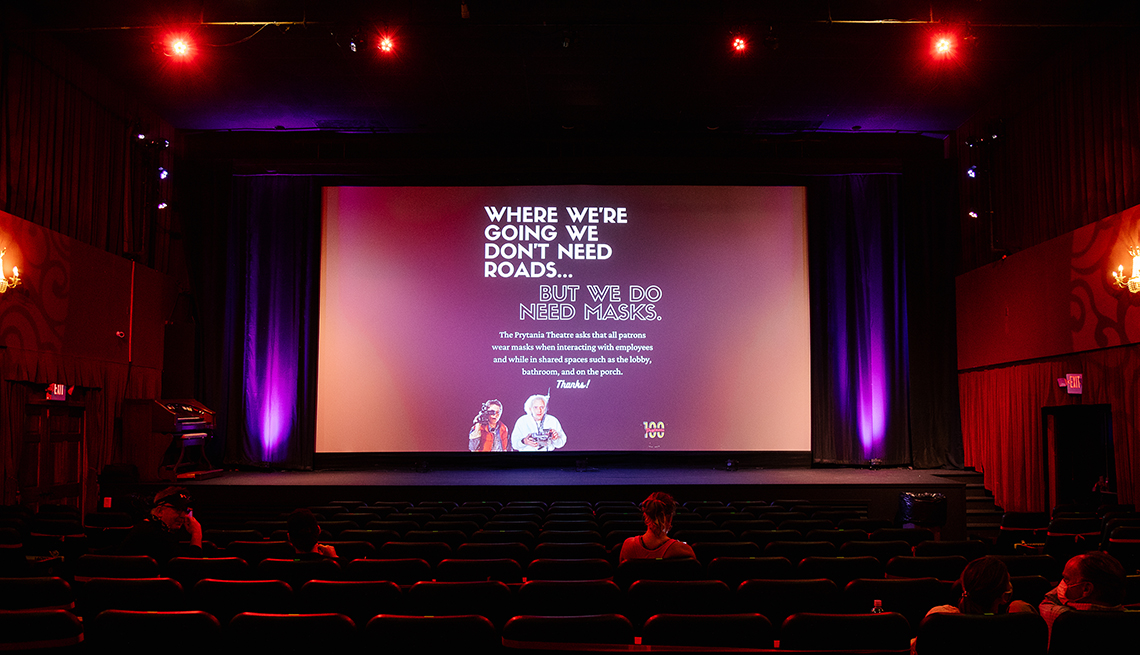 WHERE WE'RE
GOING WE
DON'T NEED
ROADS...
BUT WE DO
NEED MASKS.
The Prytania Theatre asks that all patrons
wear masks when interacting with employees
and while in shared spaces such as the lobby,
bathroom, and on the porch.
Thanks!
100
EXIT
EXIT